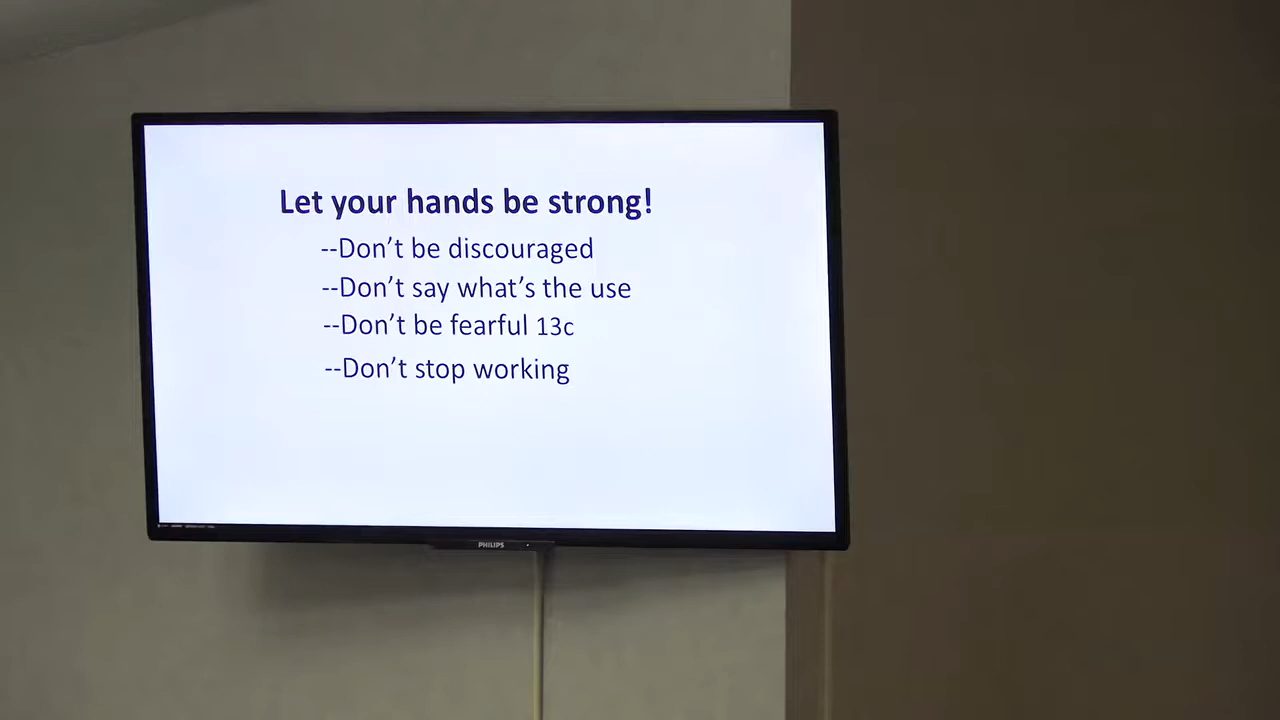 Let your hands be strong!
--Don't be discouraged
--Don't say what's the use
--Don't be fearful 13c
--Don't stop working
PHILIPS